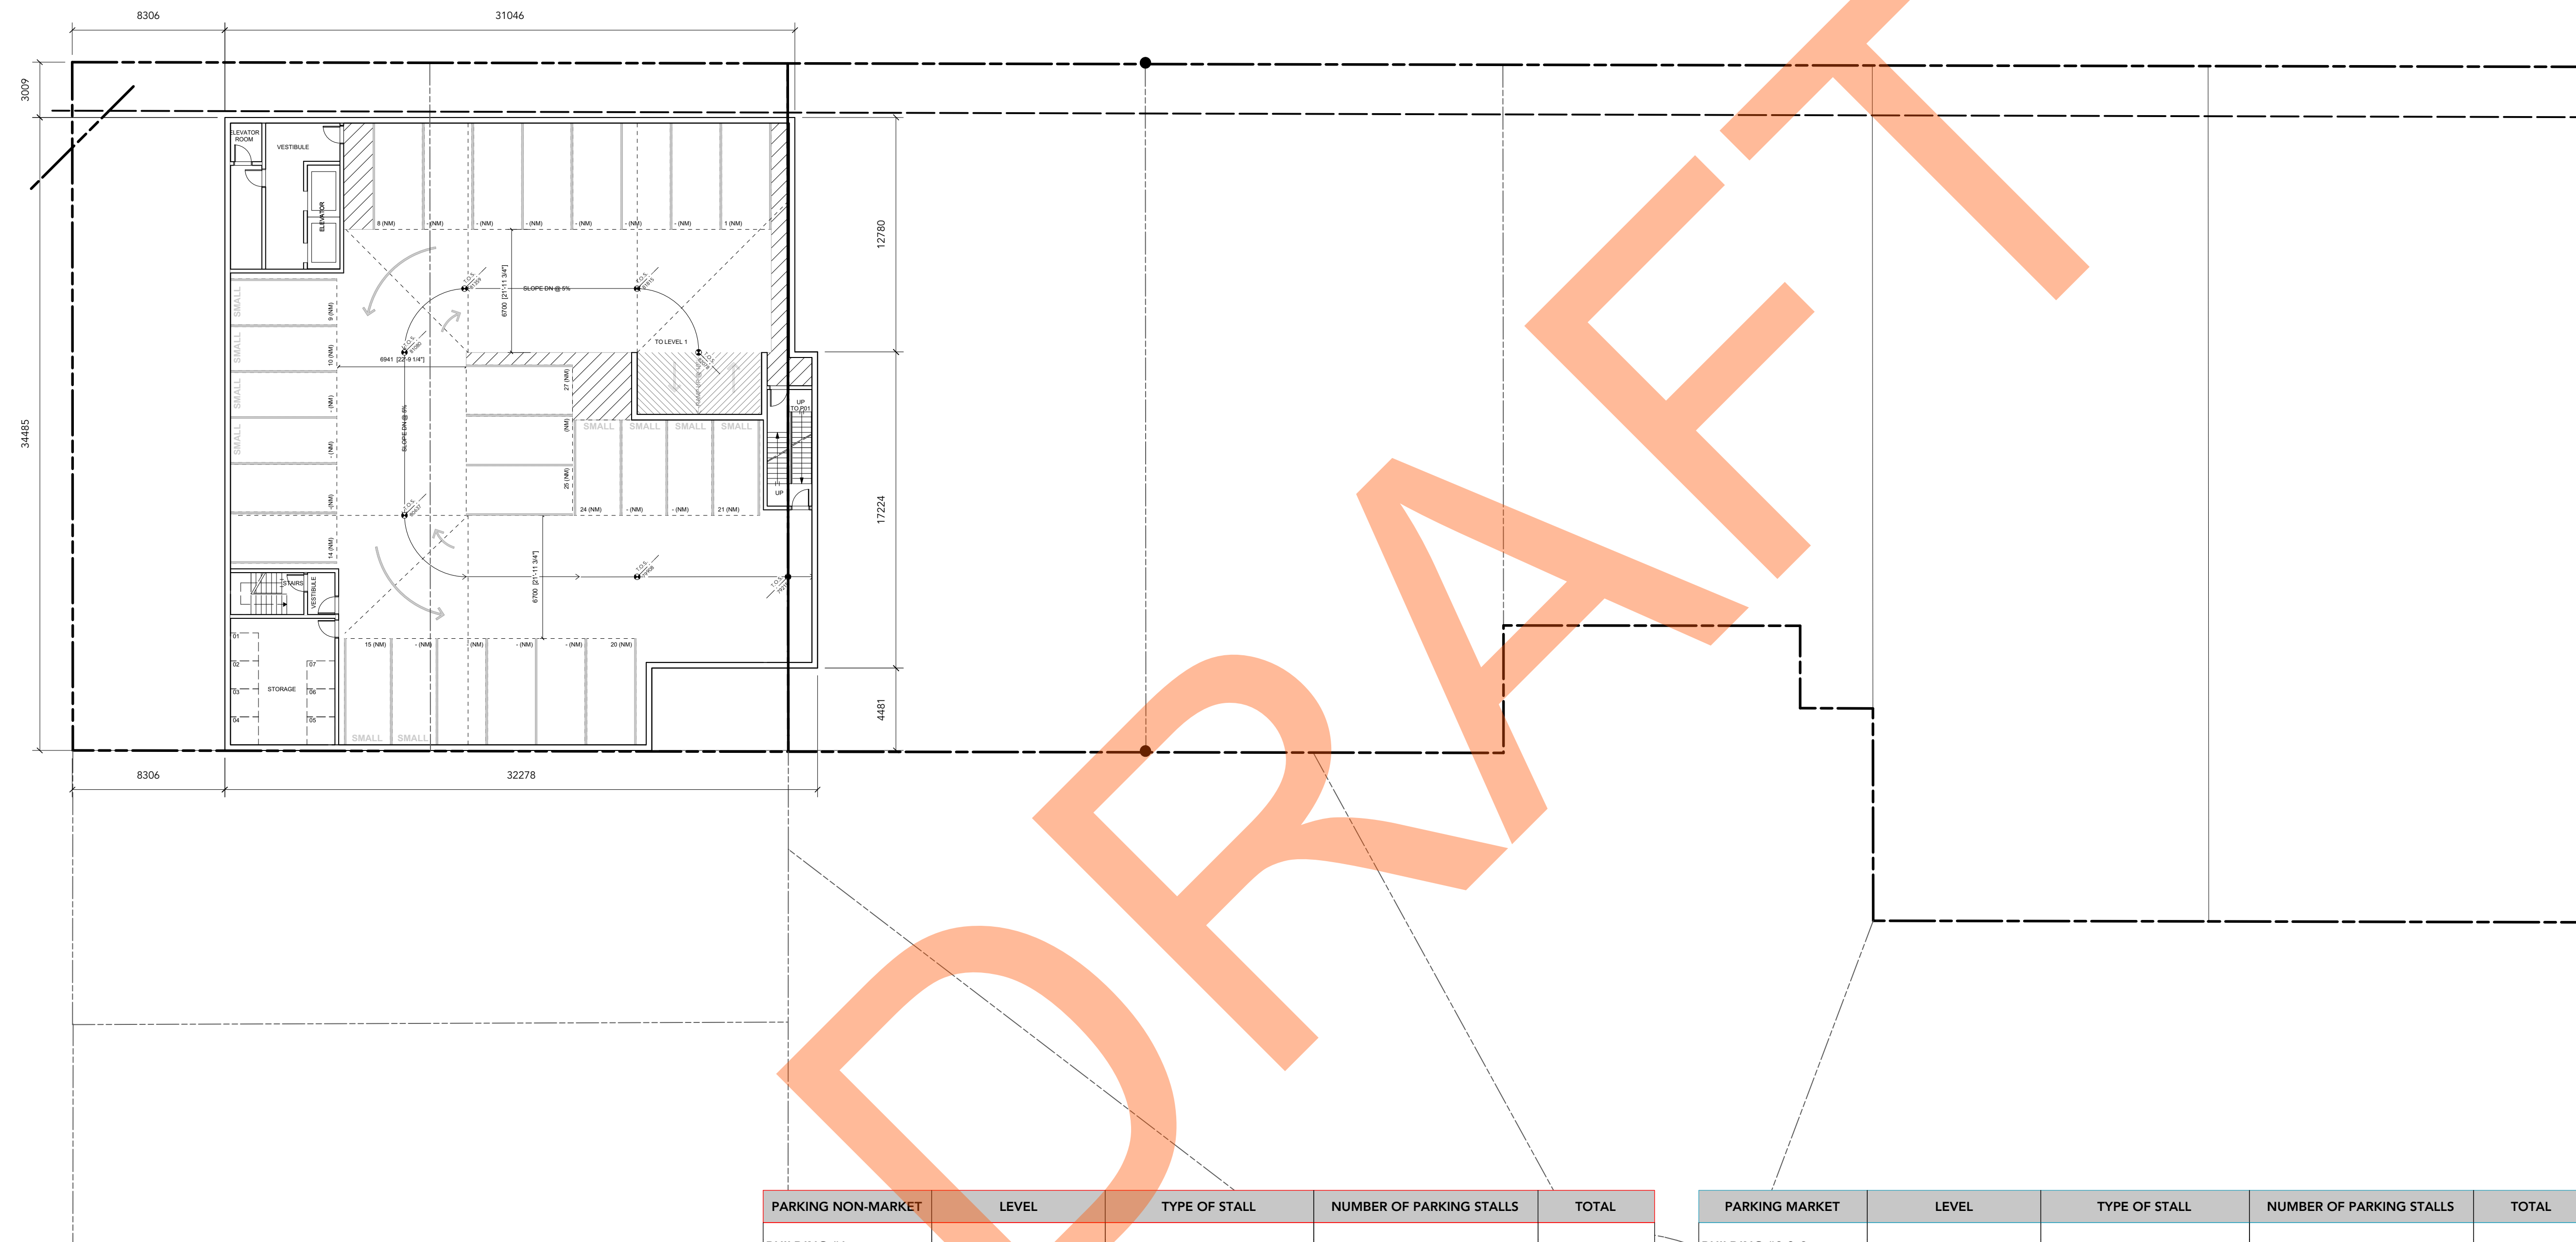 8306
31046
3009
34485
ELEVATOR
ROOM
VESTIBULE
ELEVATOR
8 (NM)
- (NM)
- (NM)
- (NM)
- (NM)
- (NM)
- (NM)
1 (NM)
12780
6700 [21'-11 3/4"]
T.O.S.
81359
SLOPE DN @ 5%
T.O.S.
81815
SMALL
9 (NM)
SMALL
10 (NM)
SMALL
- (NM)
SMALL
- (NM)
-(NM)
14 (NM)
T.O.S.
6941 [22'-9 1/4"]
TO LEVEL 1
T.O.S.
27 (NM)
(NM)
25 (NM)
SLOPE DN @ 5%
SMALL
SMALL
SMALL
SMALL
UP
TO P01
UP
24 (NM)
- (NM)
- (NM)
21 (NM)
17224
T.O.S.
6700 [21'-11 3/4"]
T.O.S.
79908
T.O.S.
STAIRS
VESTIBULE
01
02
03
04
07
06
05
STORAGE
15 (NM)
- (NM)
(NM)
- (NM)
- (NM)
20 (NM)
SMALL
SMALL
4481
8306
32278
DRAFT
PARKING NON-MARKET LEVEL TYPE OF STALL NUMBER OF PARKING STALLS TOTAL
PARKING MARKET LEVEL TYPE OF STALL NUMBER OF PARKING STALLS TOTAL